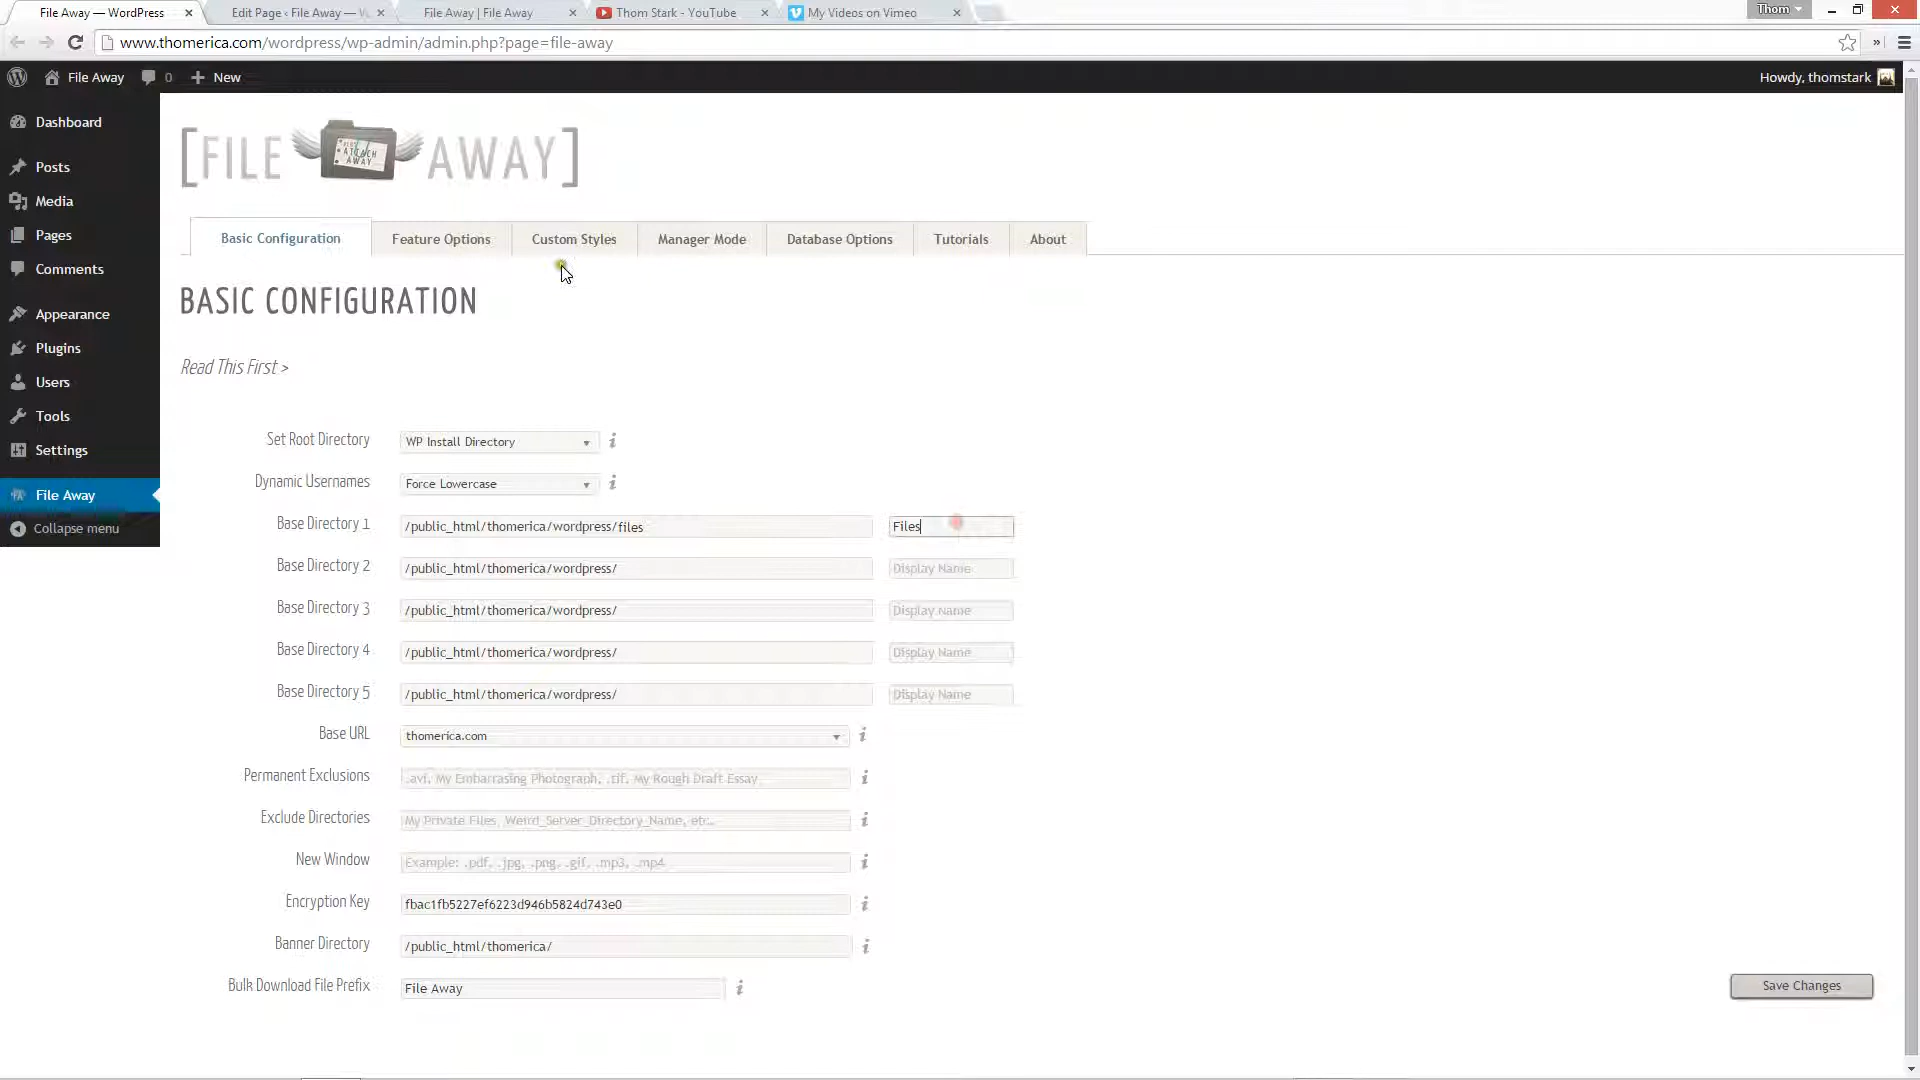 File Away — WordPress
Edit Page ‹ File Away — W
File Away | File Away
Thom Stark - YouTube
My Videos on Vimeo
Thom
www.thomerica.com/wordpress/wp-admin/admin.php?page=file-away
File Away
0
New
Howdy, thomstark
Dashboard
Posts
Media
Pages
Comments
Appearance
Plugins
Users
Tools
Settings
File Away
Collapse menu
[FILE AWAY]
ATTACH
AWAY
Basic Configuration
Feature Options
Custom Styles
Manager Mode
Database Options
Tutorials
About
BASIC CONFIGURATION
Read This First >
Set Root Directory
WP Install Directory
Dynamic Usernames
Force Lowercase
Base Directory 1
/public_html/thomerica/wordpress/files
Files
Base Directory 2
/public_html/thomerica/wordpress/
Display Name
Base Directory 3
/public_html/thomerica/wordpress/
Display Name
Base Directory 4
/public_html/thomerica/wordpress/
Display Name
Base Directory 5
/public_html/thomerica/wordpress/
Display Name
Base URL
thomerica.com
Permanent Exclusions
.avi, My Embarrasing Photograph, .tif, My Rough Draft Essay
Exclude Directories
My Private Files, Weird_Server_Directory_Name, etc.
New Window
Example: .pdf, .jpg, .png, .gif, .mp3, .mp4
Encryption Key
fbac1fb5227ef6223d946b5824d743e0
Banner Directory
/public_html/thomerica/
Bulk Download File Prefix
File Away
Save Changes